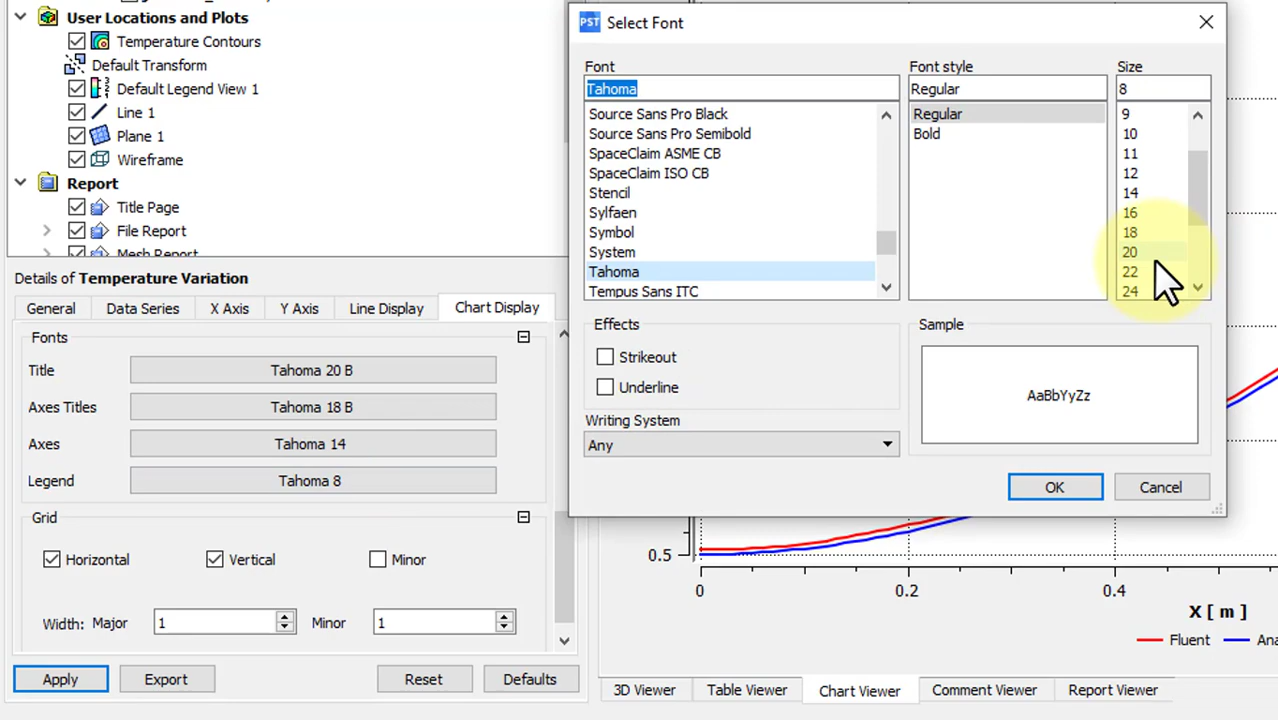 User Locations and Plots
Temperature Contours
Default Transform
Default Legend View 1
Line 1
Plane 1
Wireframe
Report
Title Page
File Report
Mesh Report
Details of Temperature Variation
General
Data Series
X Axis
Y Axis
Line Display
Chart Display
Fonts
Title
Tahoma 20 B
Axes Titles
Tahoma 18 B
Axes
Tahoma 14
Legend
Tahoma 8
Grid
Horizontal
Vertical
Minor
Width: Major
1
Minor
1
Apply
Export
Reset
Defaults
PST
Select Font
Font
Font style
Size
Tahoma
Regular
8
Source Sans Pro Black
Source Sans Pro Semibold
SpaceClaim ASME CB
SpaceClaim ISO CB
Stencil
Sylfaen
Symbol
System
Tahoma
Tempus Sans ITC
Regular
Bold
9
10
11
12
14
16
18
20
22
24
Effects
Strikeout
Underline
Writing System
Any
Sample
AaBbYyZz
OK
Cancel
0.5
0
0.2
0.4
X [ m ]
Fluent
3D Viewer
Table Viewer
Chart Viewer
Comment Viewer
Report Viewer